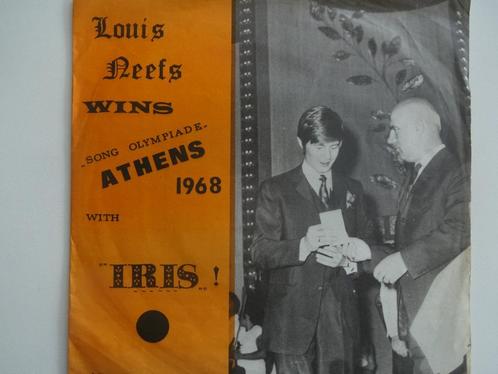 Louis
Neefs
WINS
-SONG OLYMPIADE-
ATHENS
1968
WITH
"IRIS„!